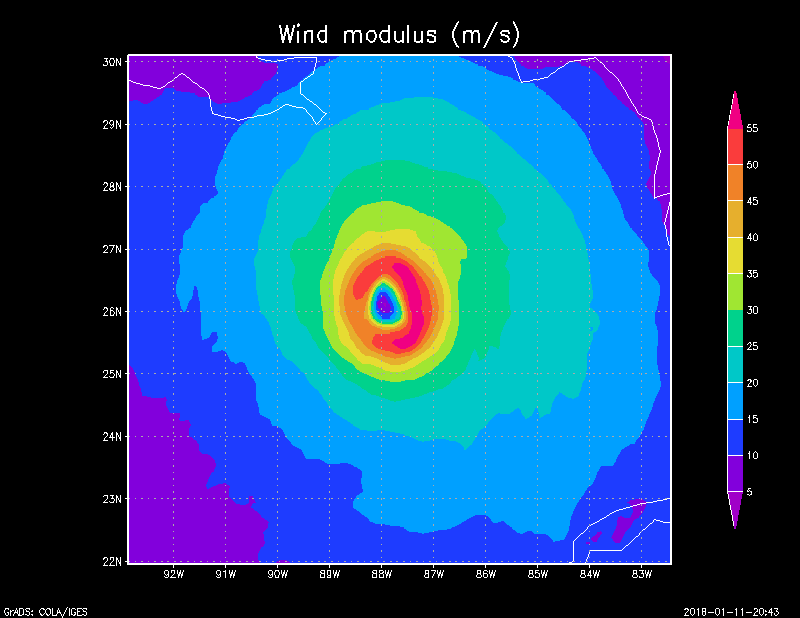 Wind modulus (m/s)
30N
29N
28N
27N
26N
25N
24N
23N
22N
92W 91W 90W 89W 88W 87W 86W 85W 84W 83W
55
50
45
40
35
30
25
20
15
10
5
GrADS: COLA/IGES
2018-01-11-20:43